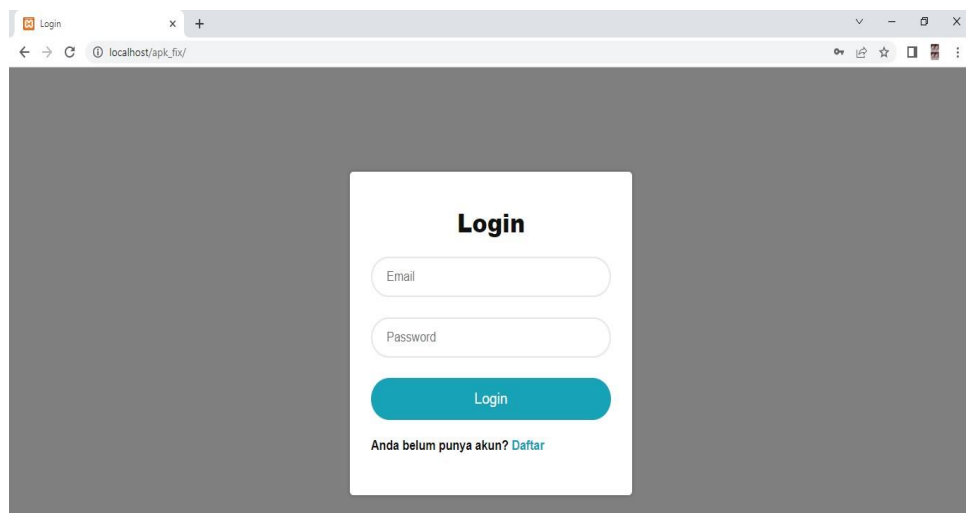 Login
localhost/apk_fix/
Login
Email
Password
Login
Anda belum punya akun? Daftar